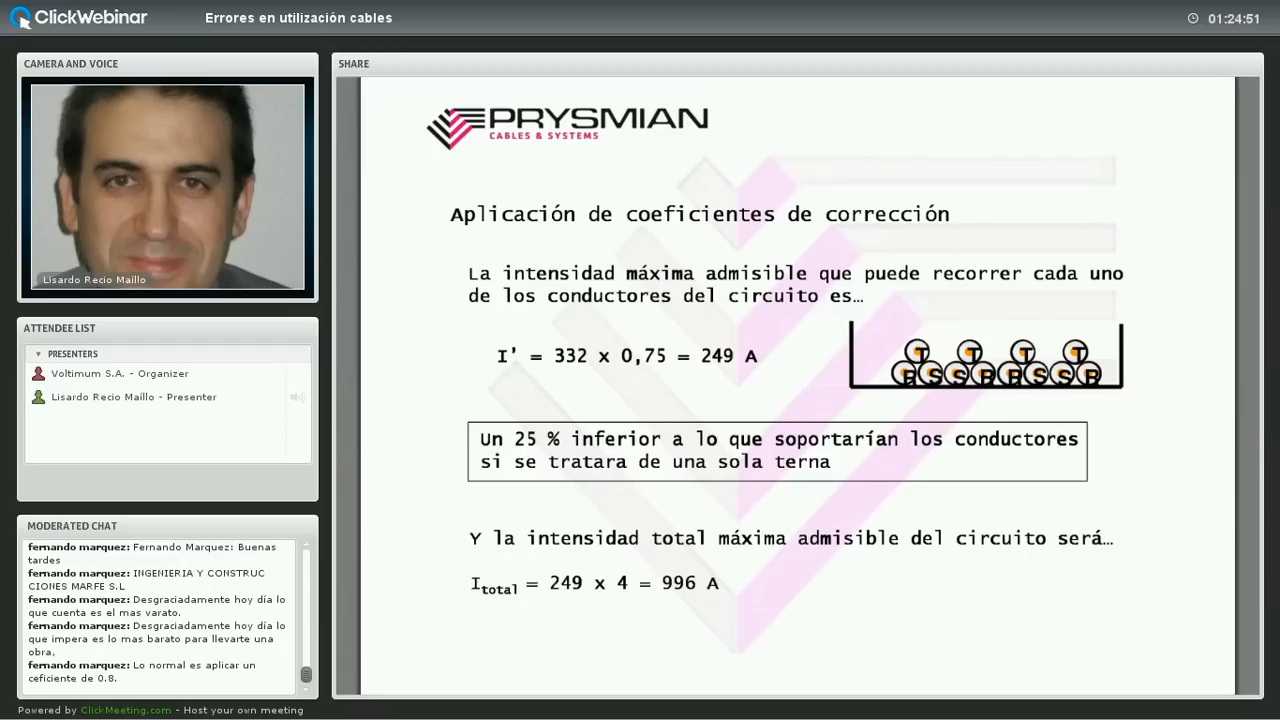 ClickWebinar
Errores en utilización cables
01:24:51
CAMERA AND VOICE
Lisardo Recio Maíllo
ATTENDEE LIST
PRESENTERS
Voltimum S.A. - Organizer
Lisardo Recio Maíllo - Presenter
MODERATED CHAT
fernando marquez: Fernando Marquez: Buenas
tardes
fernando marquez: INGENIERIA Y CONSTRUC
CIONES MARFE S.L
fernando marquez: Desgraciadamente hoy día lo
que cuenta es el mas varato.
fernando marquez: Desgraciadamente hoy día lo
que impera es lo mas barato para llevarte una
obra,
fernando marquez: Lo normal es aplicar un
ceficiente de 0.8.
SHARE
PRYSMIAN
CABLES & SYSTEMS
Aplicación de coeficientes de corrección
La intensidad máxima admisible que puede recorrer cada uno
de los conductores del circuito es…
I' = 332 x 0,75 = 249 A
T T T T
R S S R R S S R
Un 25 % inferior a lo que soportarían los conductores
si se tratara de una sola terna
Y la intensidad total máxima admisible del circuito será…
Itotal = 249 x 4 = 996 A
Powered by ClickMeeting.com - Host your own meeting